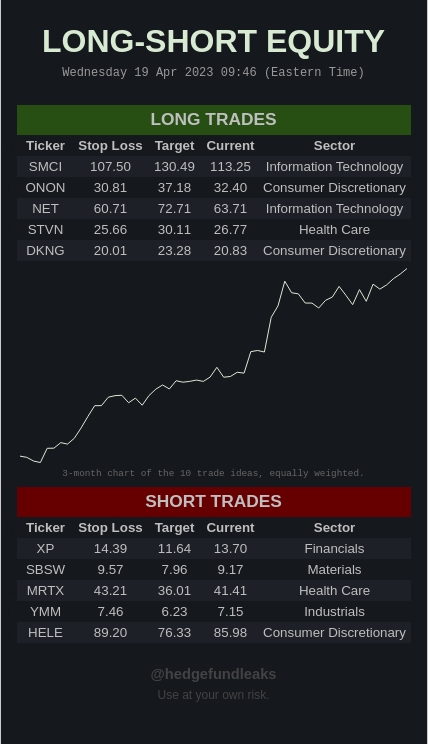 LONG-SHORT EQUITY
Wednesday 19 Apr 2023 09:46 (Eastern Time)
LONG TRADES
Ticker Stop Loss Target Current Sector
SMCI 107.50 130.49 113.25 Information Technology
ONON 30.81 37.18 32.40 Consumer Discretionary
NET 60.71 72.71 63.71 Information Technology
STVN 25.66 30.11 26.77 Health Care
DKNG 20.01 23.28 20.83 Consumer Discretionary
3-month chart of the 10 trade ideas, equally weighted.
SHORT TRADES
Ticker Stop Loss Target Current Sector
XP 14.39 11.64 13.70 Financials
SBSW 9.57 7.96 9.17 Materials
MRTX 43.21 36.01 41.41 Health Care
YMM 7.46 6.23 7.15 Industrials
HELE 89.20 76.33 85.98 Consumer Discretionary
@hedgefundleaks
Use at your own risk.